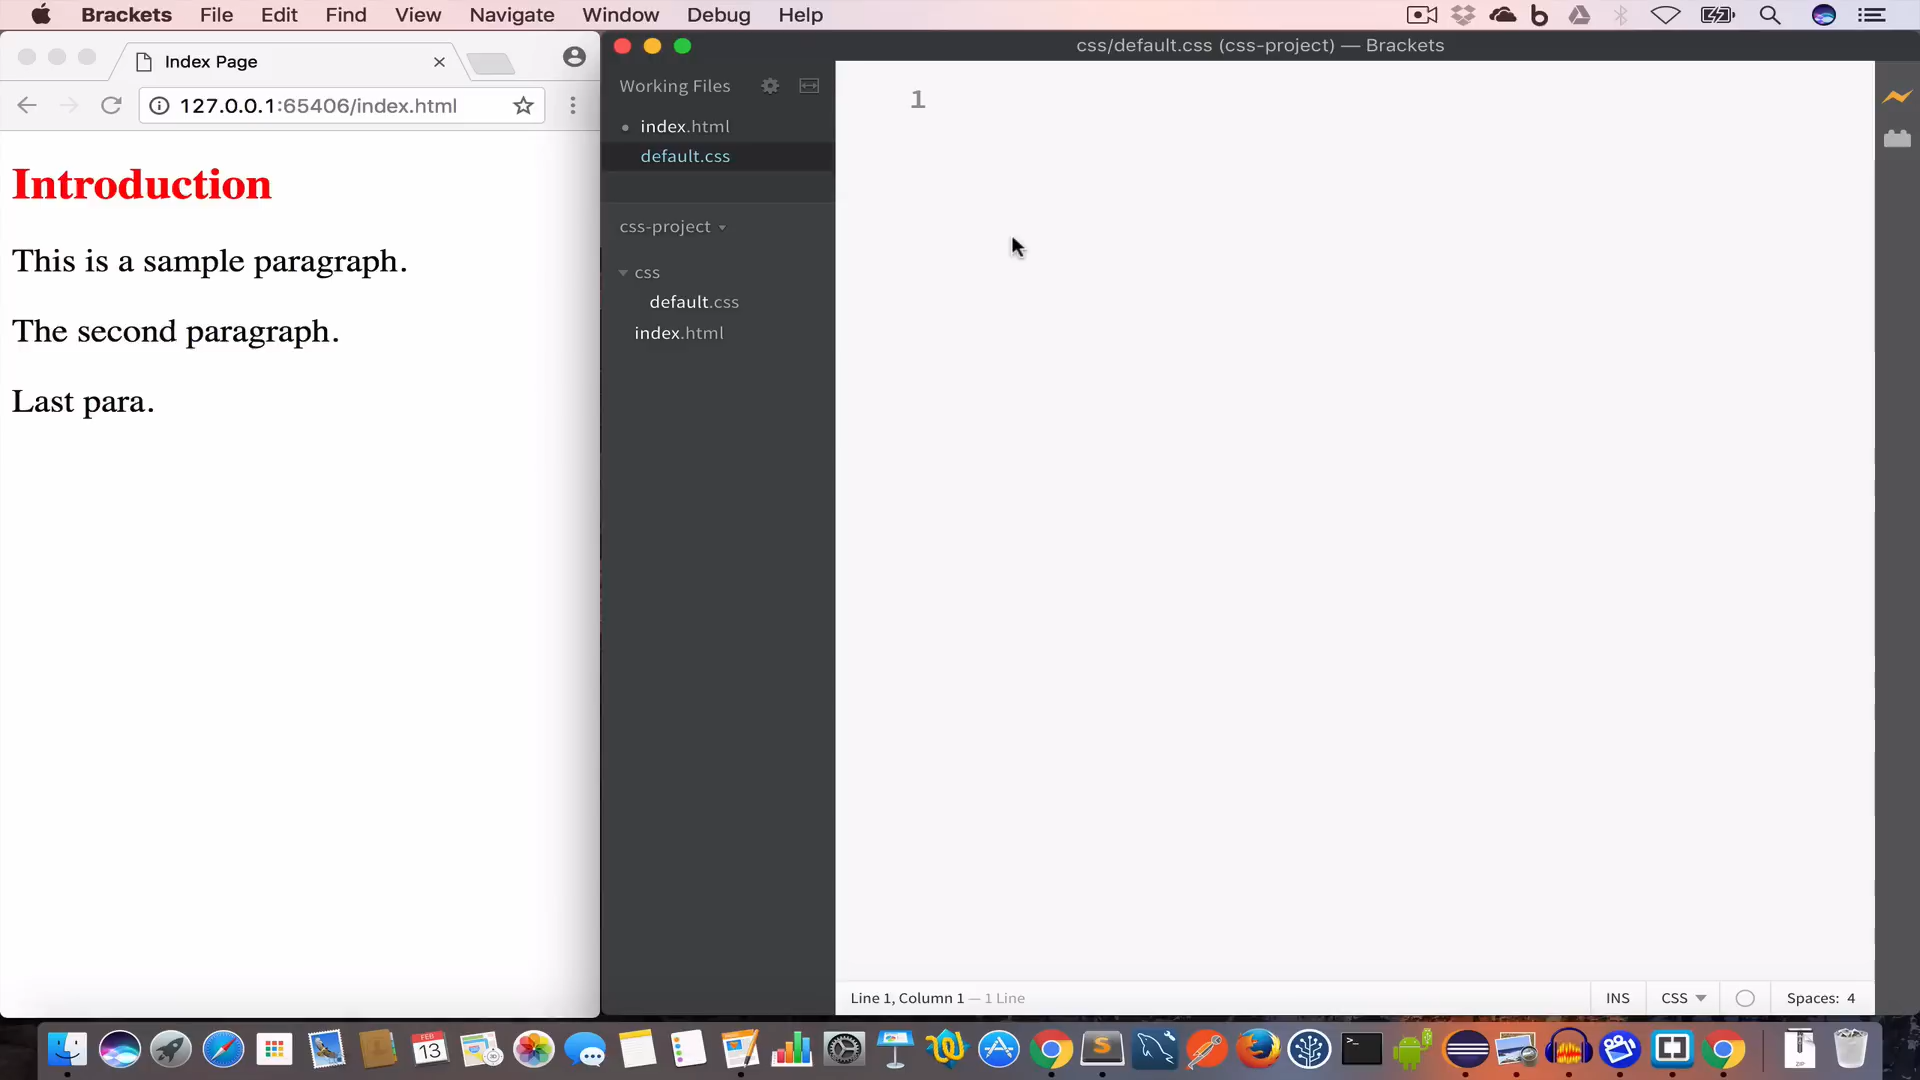 Brackets File Edit Find View Navigate Window Debug Help
Index Page
127.0.0.1:65406/index.html
Introduction
This is a sample paragraph.
The second paragraph.
Last para.
css/default.css (css-project) — Brackets
Working Files
index.html
default.css
css-project
css
default.css
index.html
1
Line 1, Column 1 — 1 Line
INS
CSS
Spaces: 4
FEB
13
ZIP